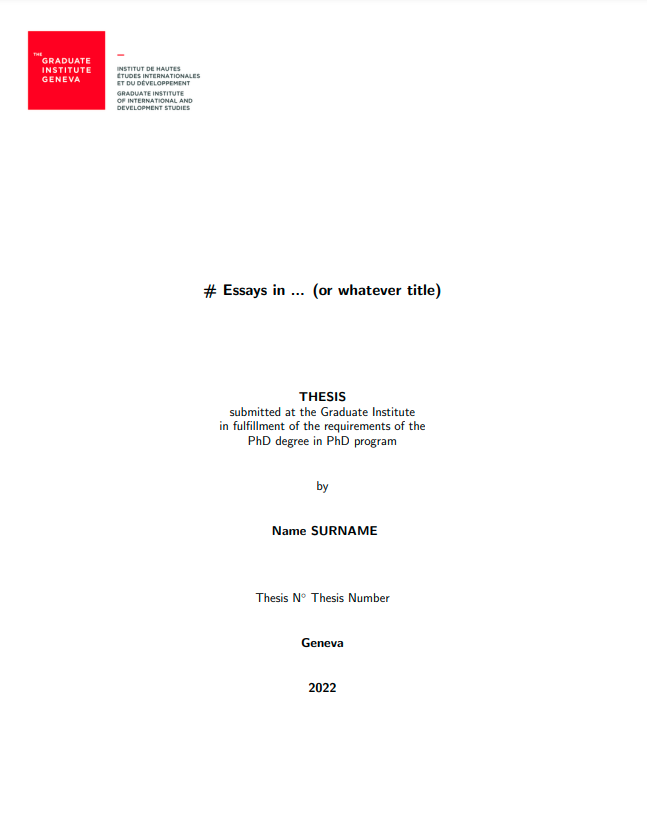 THE
GRADUATE
INSTITUTE
GENEVA
INSTITUT DE HAUTES
ÉTUDES INTERNATIONALES
ET DU DÉVELOPPEMENT
GRADUATE INSTITUTE
OF INTERNATIONAL AND
DEVELOPMENT STUDIES
# Essays in ... (or whatever title)
THESIS
submitted at the Graduate Institute
in fulfillment of the requirements of the
PhD degree in PhD program
by
Name SURNAME
Thesis N° Thesis Number
Geneva
2022